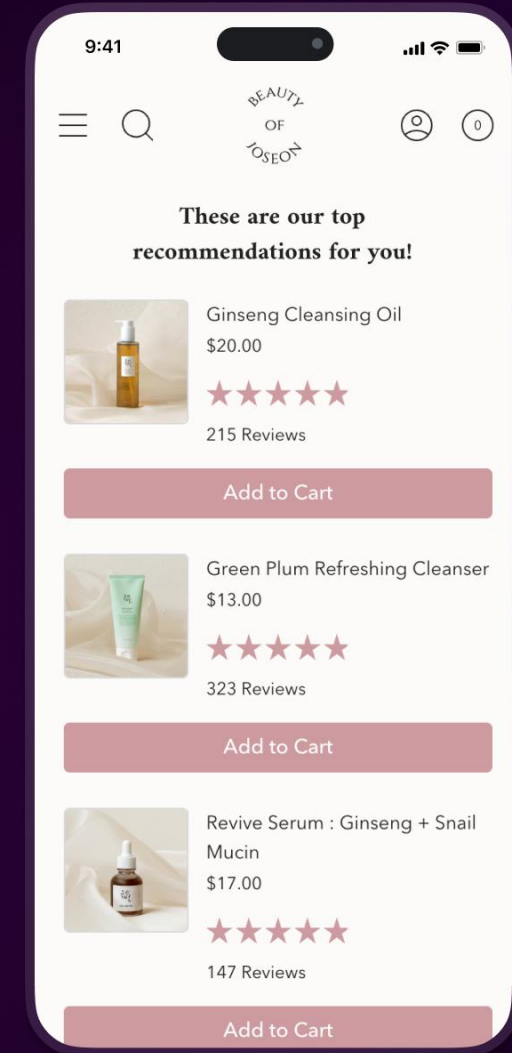 9:41
BEAUTY
OF
JOSEON
0
These are our top
recommendations for you!
Ginseng Cleansing Oil
$20.00
215 Reviews
Add to Cart
Green Plum Refreshing Cleanser
$13.00
323 Reviews
Add to Cart
Revive Serum : Ginseng + Snail
Mucin
$17.00
147 Reviews
Add to Cart